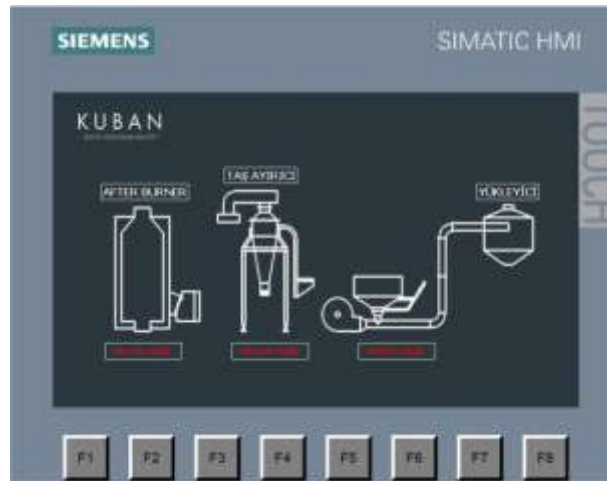 SIEMENS
SIMATIC HMI
TOUCH
KUBAN
AFTER BURNER
TAŞ AYIRICI
YÜKLEYİCİ
F1 F2 F3 F4 F5 F6 F7 F8